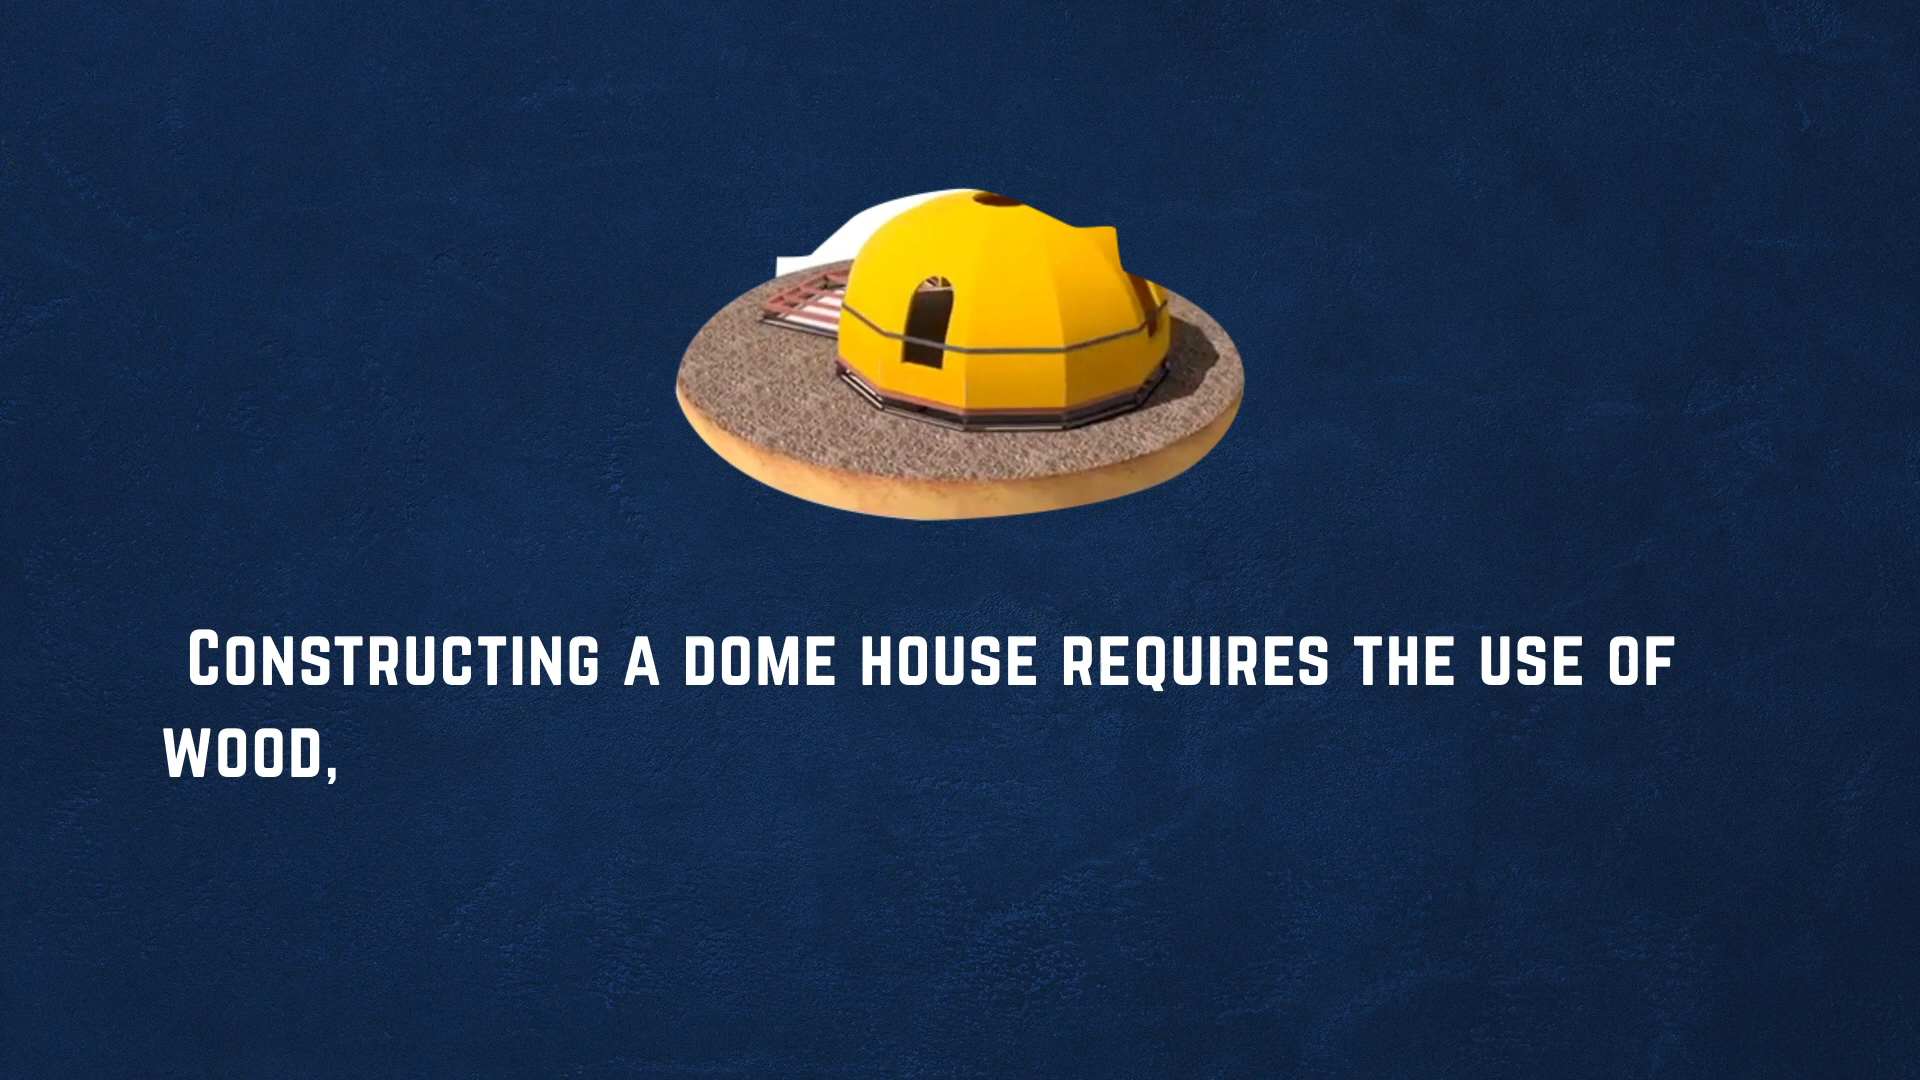 Constructing a dome house requires the use of
wood,